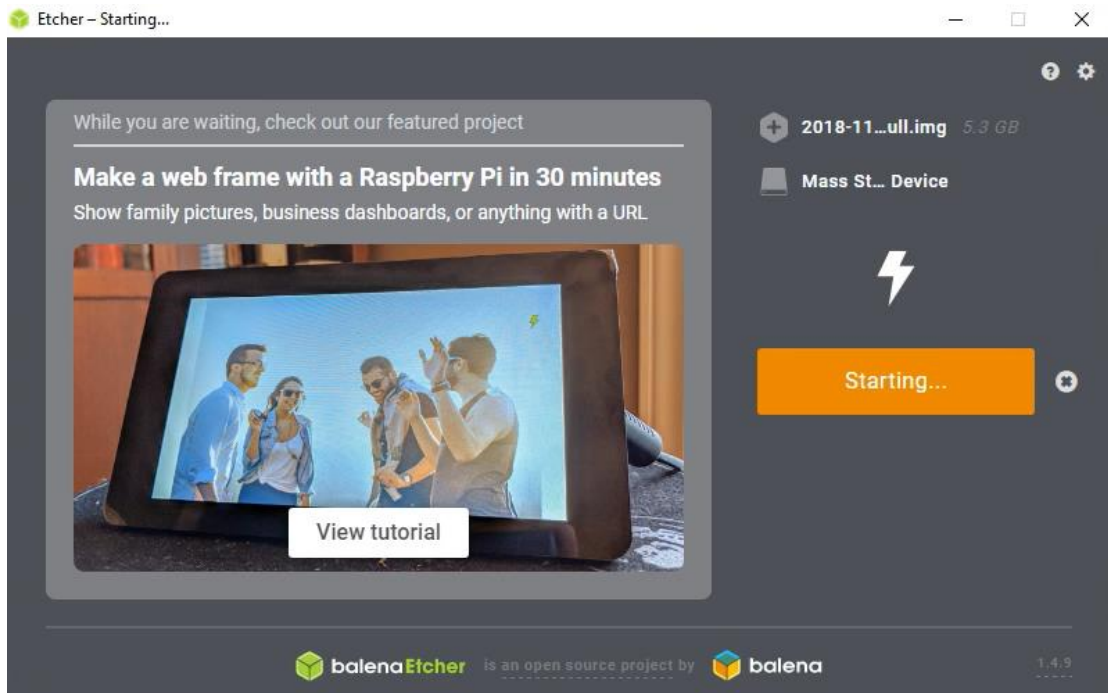 Etcher – Starting...
While you are waiting, check out our featured project
Make a web frame with a Raspberry Pi in 30 minutes
Show family pictures, business dashboards, or anything with a URL
View tutorial
2018-11...ull.img 5.3 GB
Mass St... Device
Starting...
balenaEtcher is an open source project by balena
1.4.9